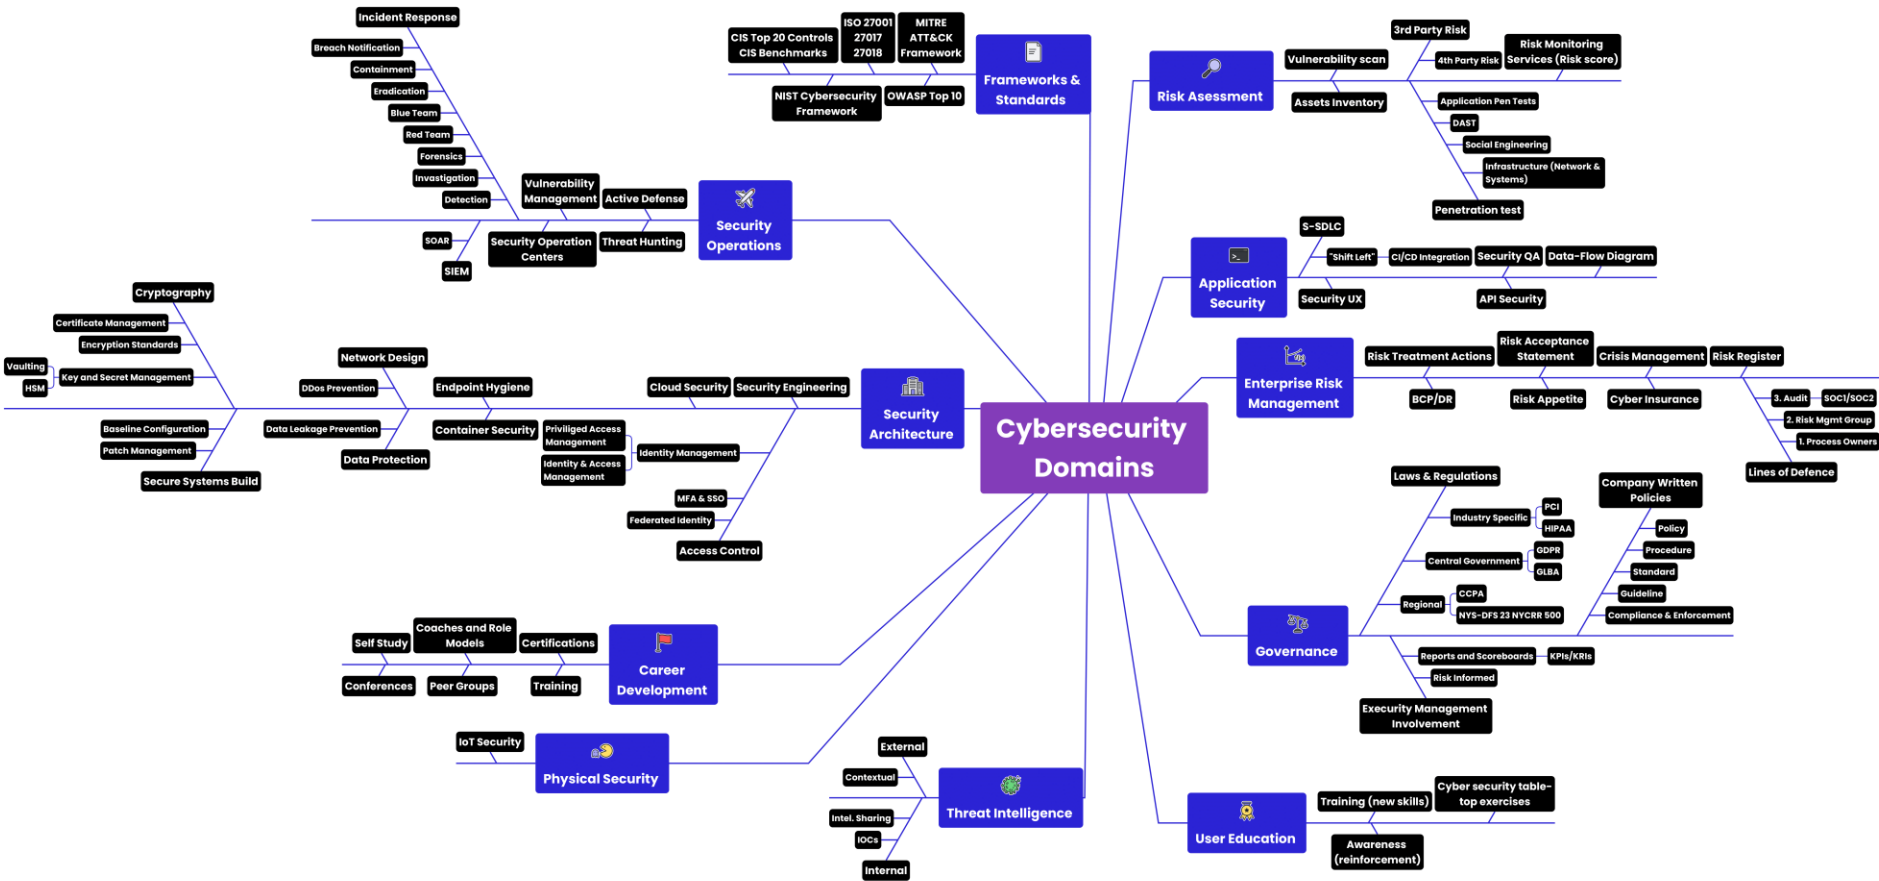 Cybersecurity
Domains
Frameworks &
Standards
CIS Top 20 Controls
CIS Benchmarks
ISO 27001
27017
27018
MITRE
ATT&CK
Framework
NIST Cybersecurity
Framework
OWASP Top 10
Security
Operations
Incident Response
Breach Notification
Containment
Eradication
Blue Team
Red Team
Forensics
Invastigation
Detection
Vulnerability
Management
Active Defense
SOAR
SIEM
Security Operation
Centers
Threat Hunting
Security
Architecture
Cryptography
Certificate Management
Encryption Standards
Vaulting
HSM
Key and Secret Management
Baseline Configuration
Patch Management
Secure Systems Build
Network Design
DDos Prevention
Data Leakage Prevention
Data Protection
Endpoint Hygiene
Container Security
Cloud Security
Security Engineering
Priviliged Access
Management
Identity & Access
Management
Identity Management
MFA & SSO
Federated Identity
Access Control
Career
Development
Self Study
Coaches and Role
Models
Certifications
Conferences
Peer Groups
Training
Physical Security
IoT Security
Threat Intelligence
External
Contextual
Intel. Sharing
IOCs
Internal
Risk Asessment
Vulnerability scan
Assets Inventory
3rd Party Risk
4th Party Risk
Risk Monitoring
Services (Risk score)
Application Pen Tests
DAST
Social Engineering
Infrastructure (Network &
Systems)
Penetration test
Application
Security
S-SDLC
"Shift Left"
CI/CD Integration
Security QA
Data-Flow Diagram
Security UX
API Security
Enterprise Risk
Management
Risk Treatment Actions
Risk Acceptance
Statement
Crisis Management
Risk Register
BCP/DR
Risk Appetite
Cyber Insurance
3. Audit
SOC1/SOC2
2. Risk Mgmt Group
1. Process Owners
Lines of Defence
Governance
Laws & Regulations
Industry Specific
PCI
HIPAA
Central Government
GDPR
GLBA
Regional
CCPA
NYS-DFS 23 NYCRR 500
Company Written
Policies
Policy
Procedure
Standard
Guideline
Compliance & Enforcement
Reports and Scoreboards
KPIs/KRIs
Risk Informed
Execurity Management
Involvement
User Education
Training (new skills)
Cyber security table-
top exercises
Awareness
(reinforcement)